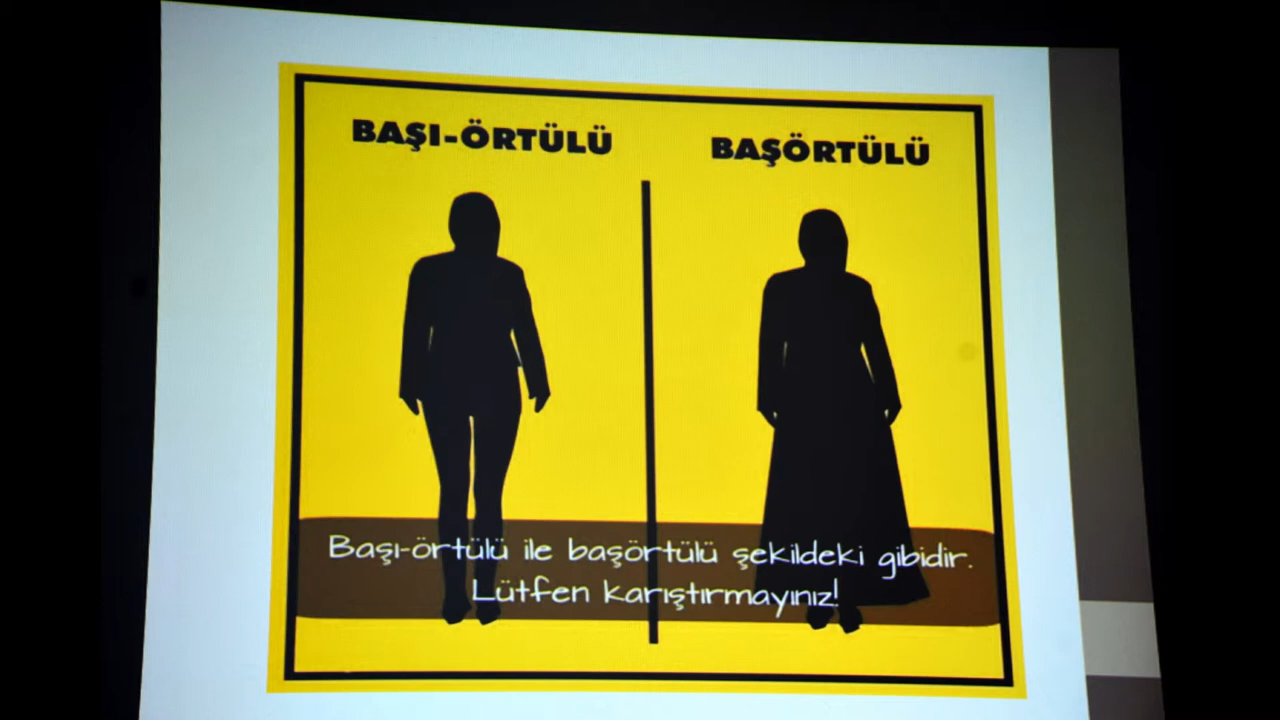 BAŞI-ÖRTÜLÜ
BAŞÖRTÜLÜ
Başı-örtülü ile başörtülü şekildeki gibidir.
Lütfen karıştırmayınız!